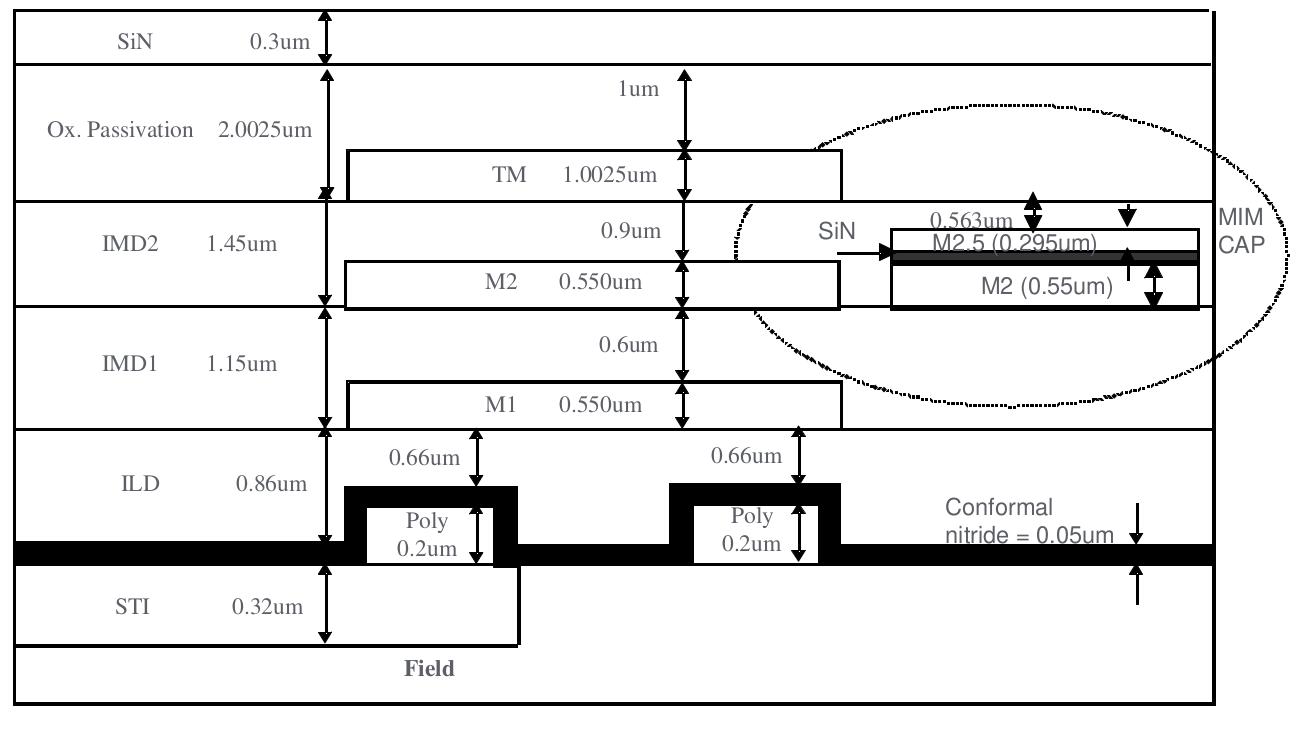 SiN 0.3um
1um
Ox. Passivation 2.0025um
TM 1.0025um
0.563um
MIM
CAP
SiN
0.9um
IMD2 1.45um
M2.5 (0.295um)
M2 0.550um
M2 (0.55um)
0.6um
IMD1 1.15um
M1 0.550um
0.66um
0.66um
ILD 0.86um
Poly
0.2um
Poly
0.2um
Conformal
nitride = 0.05um
STI 0.32um
Field